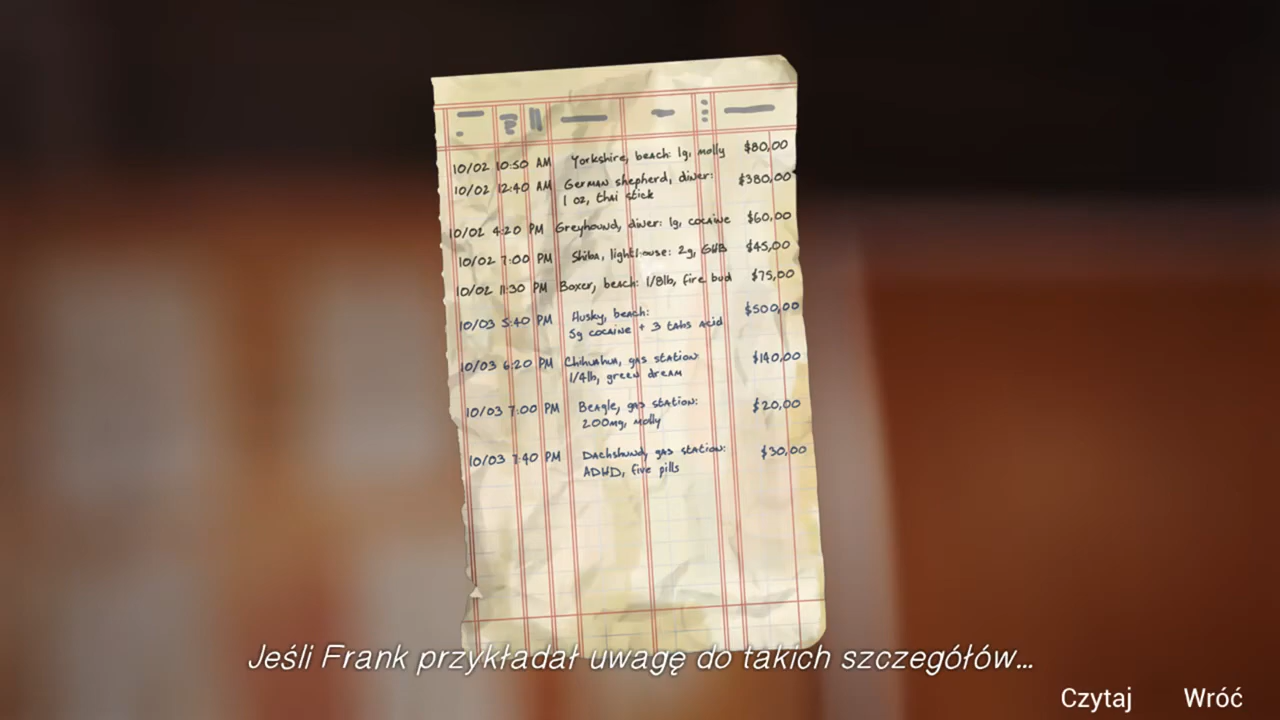 10/02 10:50 AM Yorkshire, beach: 1g, molly $80,00
10/02 12:40 AM German shepherd, diner: $380,00
1 oz, thai stick
10/02 4:20 PM Greyhound, diner: 1g, cocaine $60,00
10/02 7:00 PM Shiba, lighthouse: 2g, GHB $45,00
10/02 11:30 PM Boxer, beach: 1/8lb, fire bud $75,00
10/03 5:40 PM Husky, beach: $500,00
5g cocaine + 3 tabs acid
10/03 6:20 PM Chihuahua, gas station: $140,00
1/4lb, green dream
10/03 7:00 PM Beagle, gas station: $20,00
200mg, molly
10/03 7:40 PM Dachshund, gas station: $30,00
ADHD, five pills
Jeśli Frank przykładał uwagę do takich szczegółów...
Czytaj Wróć